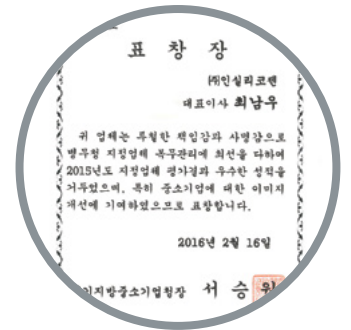 표 창 장
㈜인실리코젠
대표이사 최남우
귀 업체는 투철한 책임감과 사명감으로
병무청 지정업체 복무관리에 최선을 다하여
2015년도 지정업체 평가결과 우수한 성적을
거두었으며, 특히 중소기업에 대한 이미지
개선에 기여하였으므로 표창합니다.
2016년 2월 16일
지방중소기업청장 서 승 원